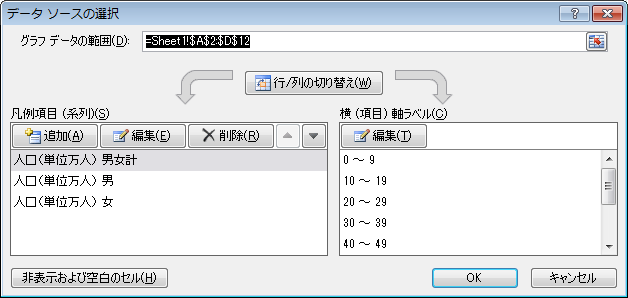 データ ソースの選択
グラフ データの範囲(D):
=Sheet1!$A$2:$D$12
行/列の切り替え(W)
凡例項目 (系列)(S)
横 (項目) 軸ラベル(C)
追加(A)
編集(E)
削除(R)
編集(T)
人口(単位万人) 男女計
人口(単位万人) 男
人口(単位万人) 女
0 ～ 9
10 ～ 19
20 ～ 29
30 ～ 39
40 ～ 49
非表示および空白のセル(H)
OK
キャンセル